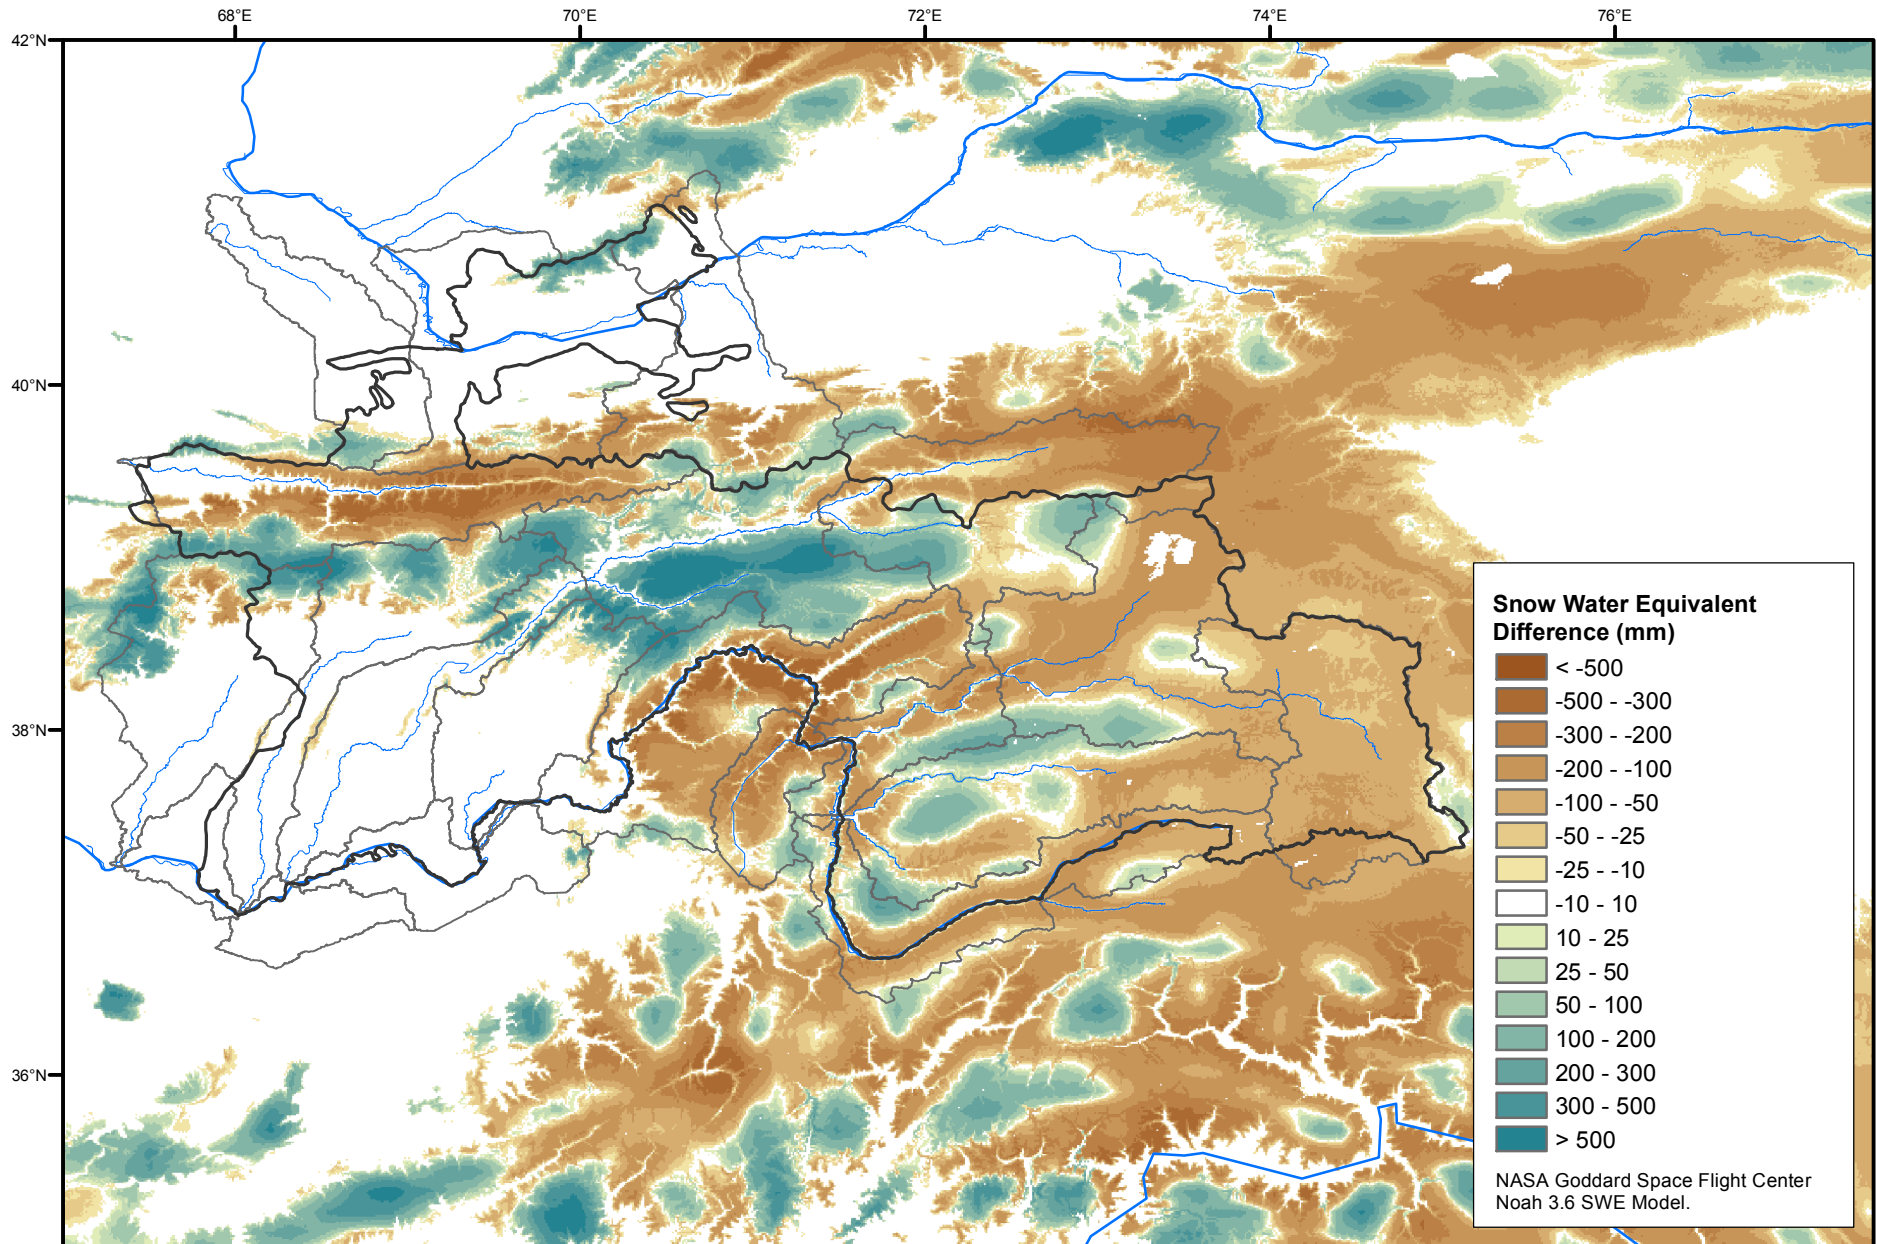 68°E
70°E
72°E
74°E
76°E
42°N
40°N
38°N
36°N
Snow Water Equivalent
Difference (mm)
< -500
-500 - -300
-300 - -200
-200 - -100
-100 - -50
-50 - -25
-25 - -10
-10 - 10
10 - 25
25 - 50
50 - 100
100 - 200
200 - 300
300 - 500
> 500
NASA Goddard Space Flight Center
Noah 3.6 SWE Model.